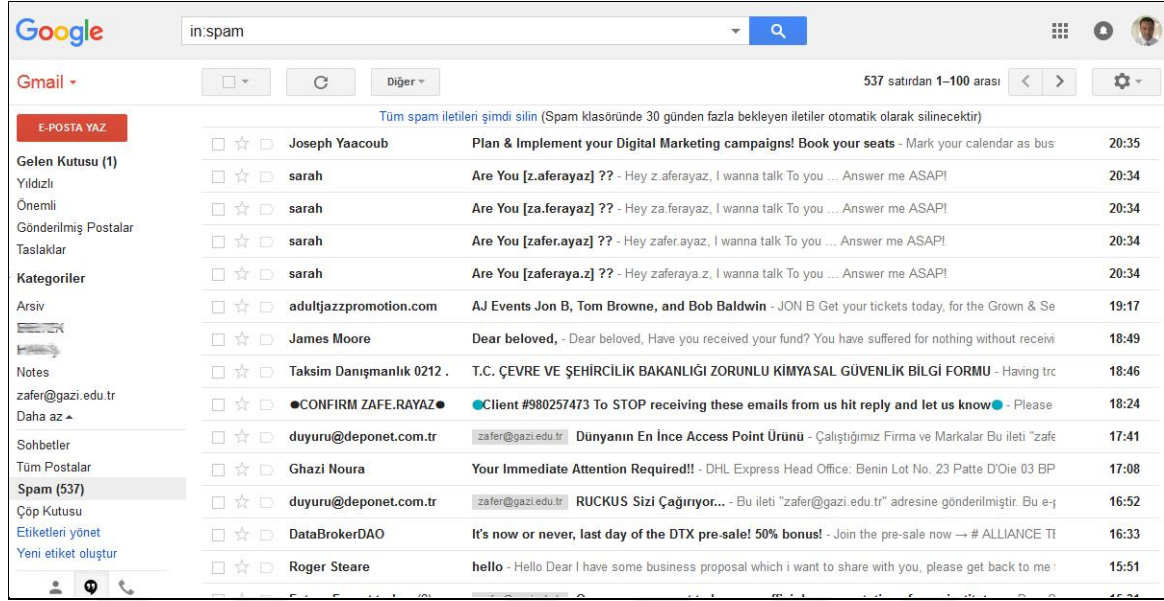 Google
in:spam
Gmail
Diğer
537 satırdan 1–100 arası
Tüm spam iletileri şimdi silin (Spam klasöründe 30 günden fazla bekleyen iletiler otomatik olarak silinecektir)
E-POSTA YAZ
Gelen Kutusu (1)
Yıldızlı
Önemli
Gönderilmiş Postalar
Taslaklar
Kategoriler
Arsiv
Notes
zafer@gazi.edu.tr
Daha az
Sohbetler
Tüm Postalar
Spam (537)
Çöp Kutusu
Etiketleri yönet
Yeni etiket oluştur
Joseph Yaacoub Plan & Implement your Digital Marketing campaigns! Book your seats - Mark your calendar as bus 20:35
sarah Are You [z.aferayaz] ?? - Hey z.aferayaz, I wanna talk To you ... Answer me ASAP! 20:34
sarah Are You [za.ferayaz] ?? - Hey za.ferayaz, I wanna talk To you ... Answer me ASAP! 20:34
sarah Are You [zafer.ayaz] ?? - Hey zafer.ayaz, I wanna talk To you ... Answer me ASAP! 20:34
sarah Are You [zaferaya.z] ?? - Hey zaferaya.z, I wanna talk To you ... Answer me ASAP! 20:34
adultjazzpromotion.com AJ Events Jon B, Tom Browne, and Bob Baldwin - JON B Get your tickets today, for the Grown & Se 19:17
James Moore Dear beloved, - Dear beloved, Have you received your fund? You have suffered for nothing without receivi 18:49
Taksim Danışmanlık 0212 . T.C. ÇEVRE VE ŞEHİRCİLİK BAKANLIĞI ZORUNLU KİMYASAL GÜVENLİK BİLGİ FORMU - Having trc 18:46
●CONFIRM ZAFE.RAYAZ● ●Client #980257473 To STOP receiving these emails from us hit reply and let us know● - Please 18:24
duyuru@deponet.com.tr zafer@gazi.edu.tr Dünyanın En İnce Access Point Ürünü - Çalıştığımız Firma ve Markalar Bu ileti "zafe 17:41
Ghazi Noura Your Immediate Attention Required!! - DHL Express Head Office: Benin Lot No. 23 Patte D'Oie 03 BP 17:08
duyuru@deponet.com.tr zafer@gazi.edu.tr RUCKUS Sizi Çağırıyor... - Bu ileti "zafer@gazi.edu.tr" adresine gönderilmiştir. Bu e-p 16:52
DataBrokerDAO It's now or never, last day of the DTX pre-sale! 50% bonus! - Join the pre-sale now → # ALLIANCE TE 16:33
Roger Steare hello - Hello Dear I have some business proposal which i want to share with you, please get back to me 15:51